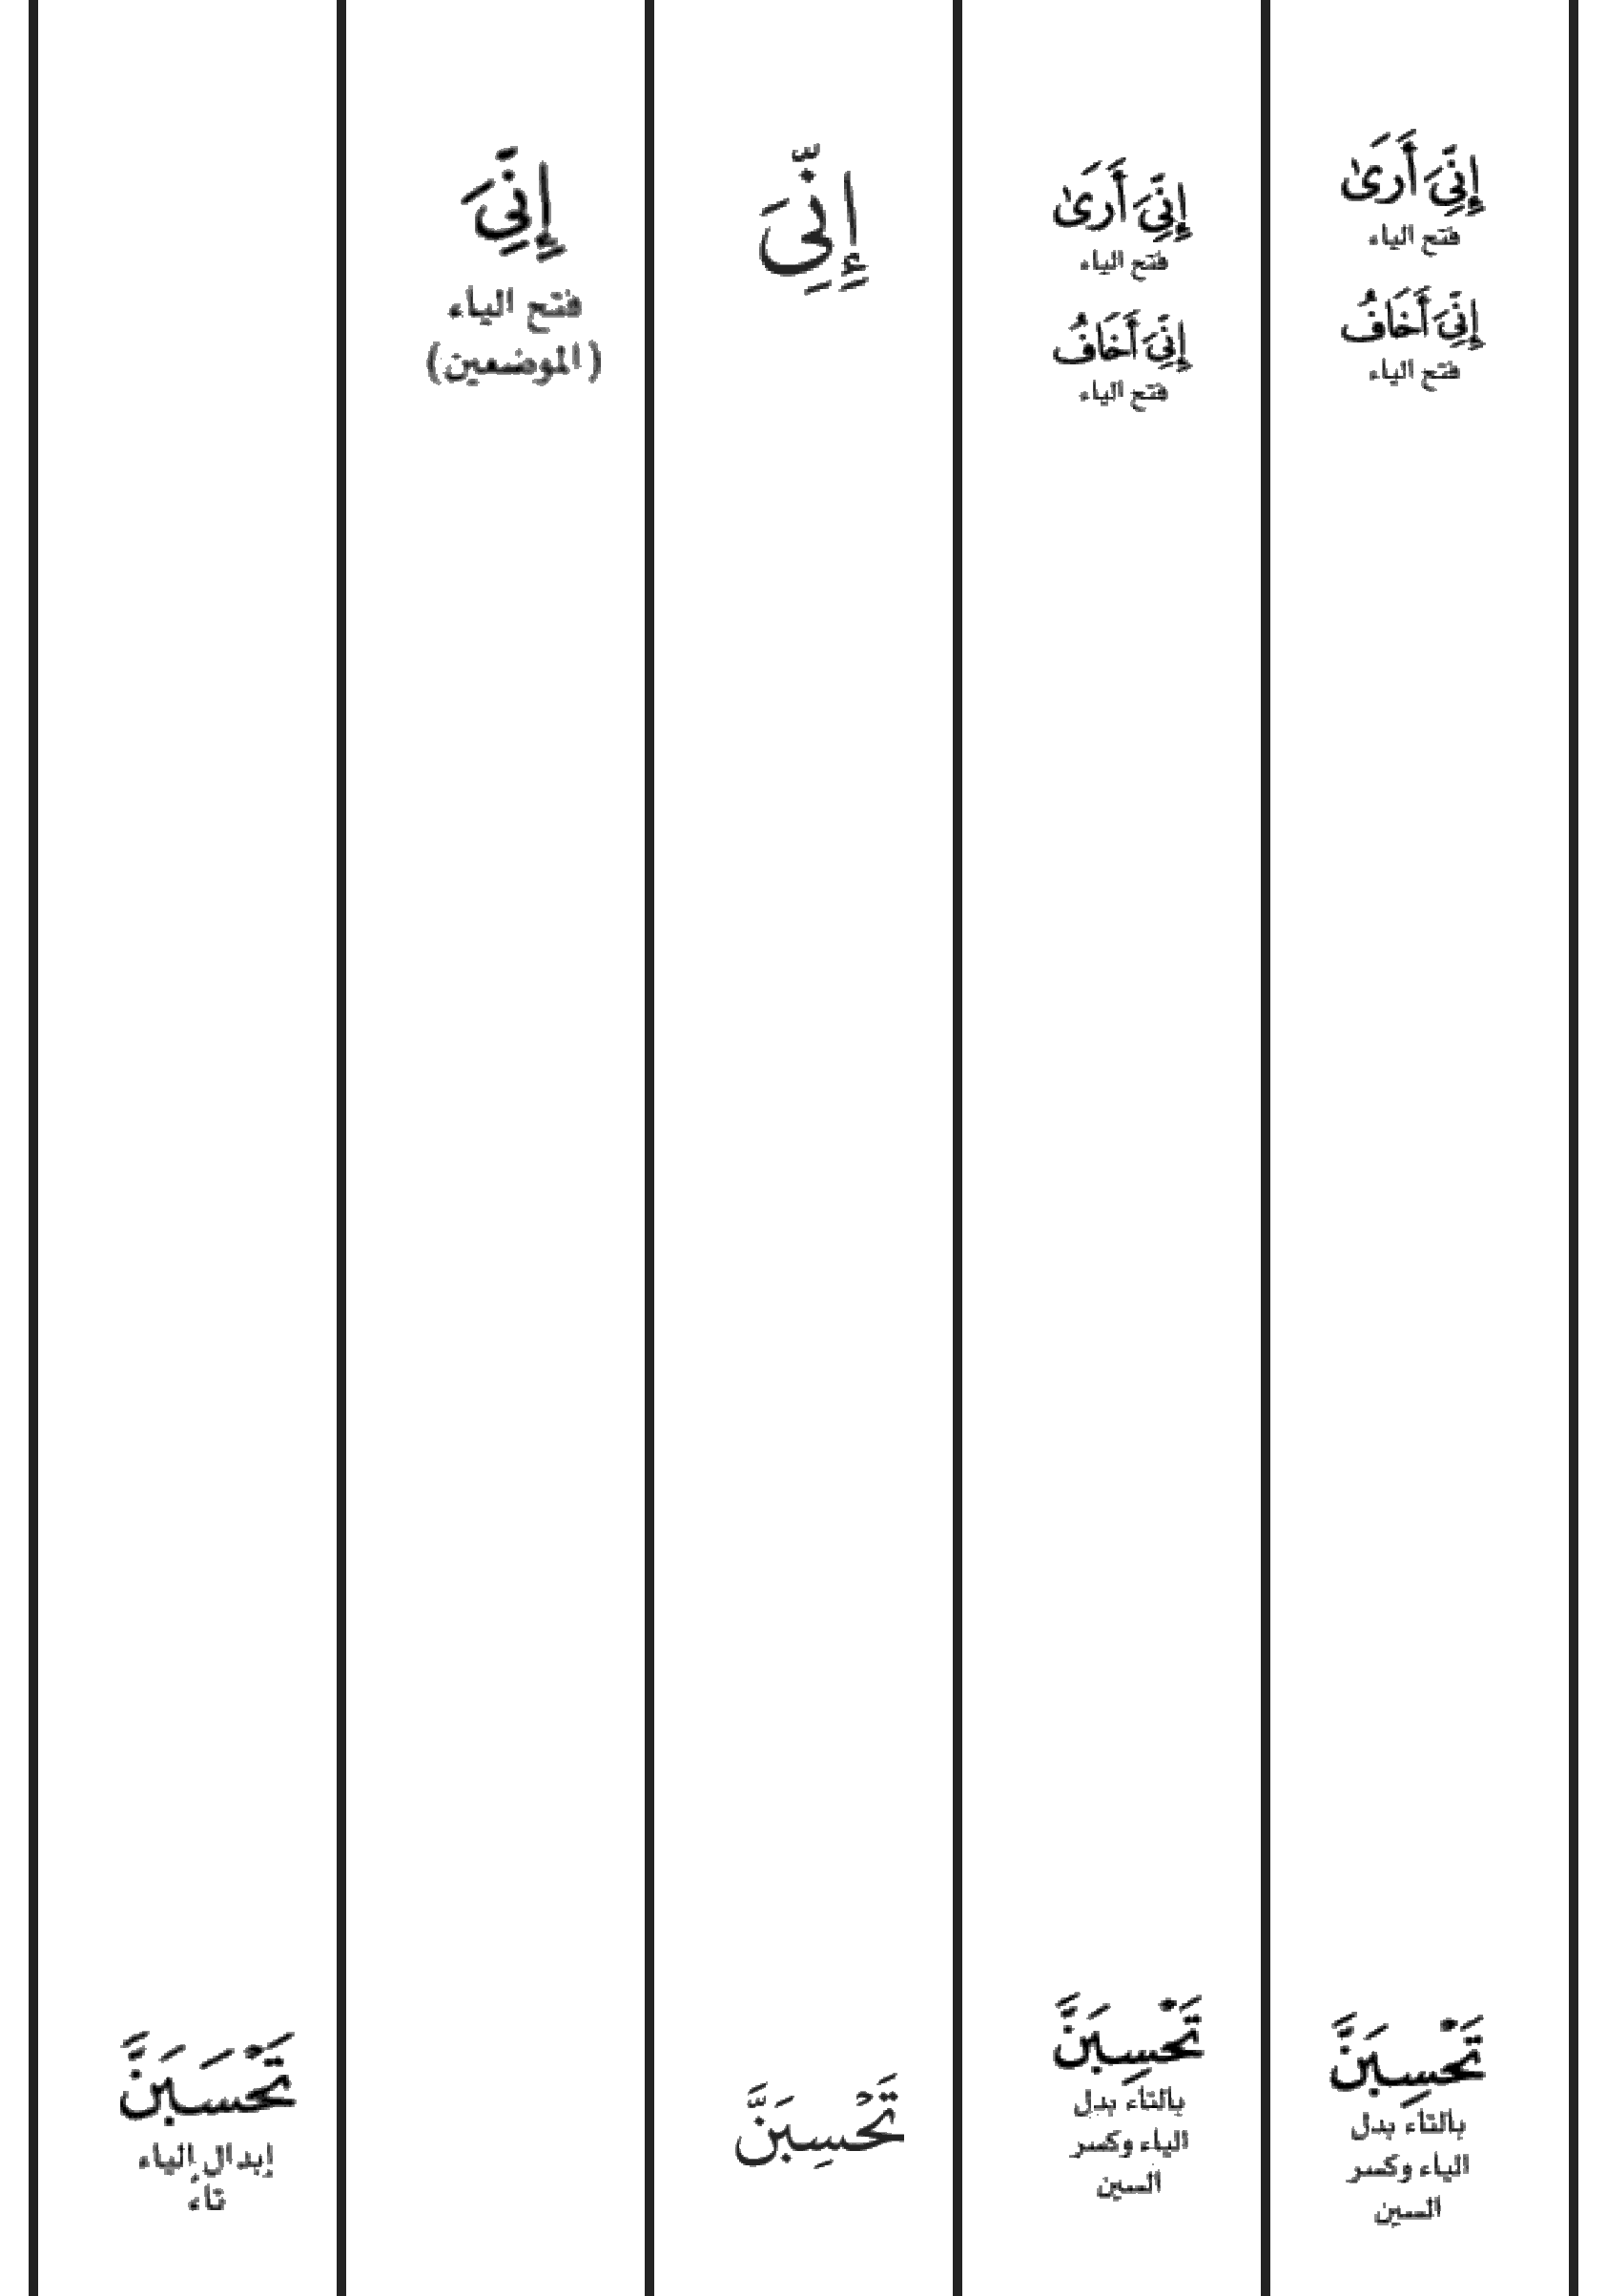 إِنِّيَ أَرَىٰ
فتح الياء
إِنِّيَ أَخَافُ
فتح الياء
إِنِّيَ أَرَىٰ
فتح الياء
إِنِّيَ أَخَافُ
فتح الياء
إِنِّيَ
إِنِّيَ
فتح الياء
(الموضعين)
تَحْسِبَنَّ
بالتاء بدل
الياء وكسر
السين
تَحْسِبَنَّ
بالتاء بدل
الياء وكسر
السين
تَحْسِبَنَّ
تَحْسَبَنَّ
إبدال الياء
تاء